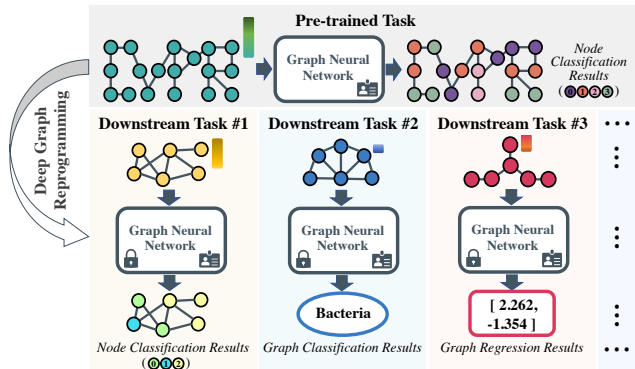 Pre-trained Task
Graph Neural
Network
Node
Classification
Results
(0 1 2 3)
Deep Graph
Reprogramming
Downstream Task #1
Graph Neural
Network
Node Classification Results
(0 1 2)
Downstream Task #2
Graph Neural
Network
Bacteria
Graph Classification Results
Downstream Task #3
Graph Neural
Network
[ 2.262,
-1.354 ]
Graph Regression Results